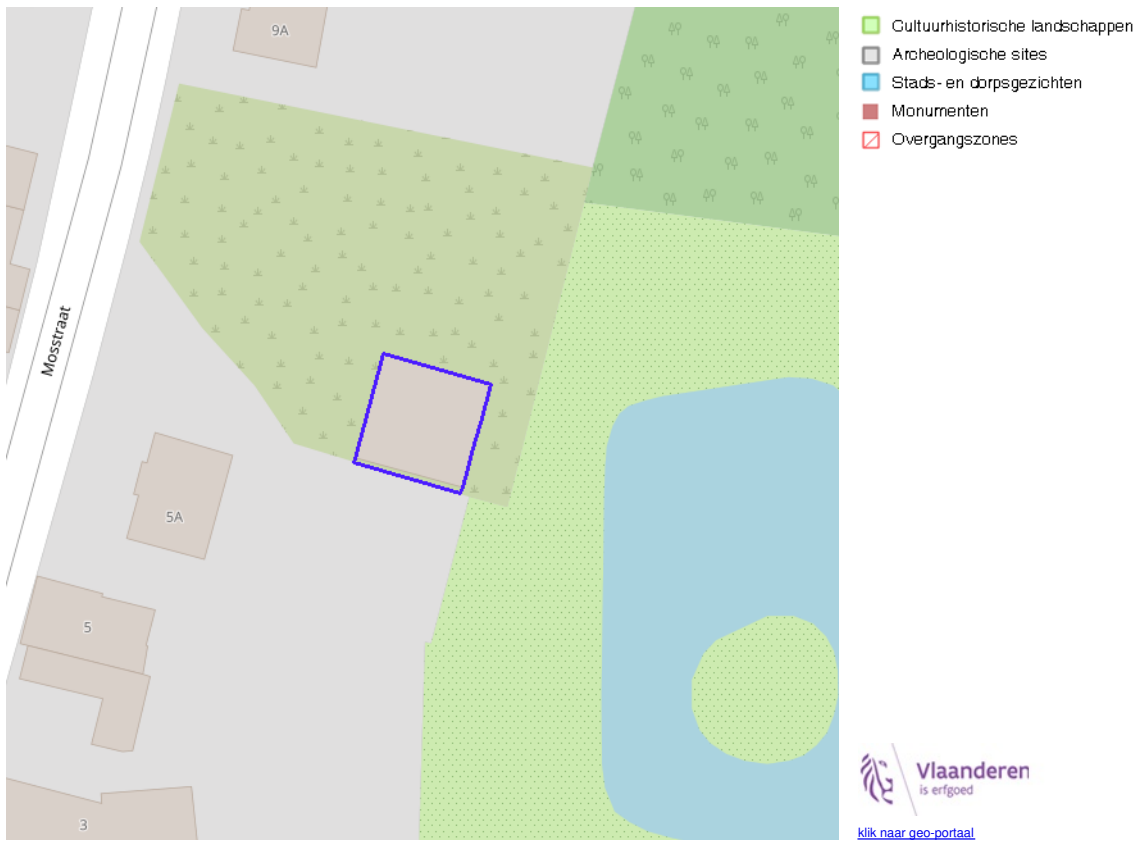 9A
Mosstraat
5A
5
3
Cultuurhistorische landschappen
Archeologische sites
Stads- en dorpsgezichten
Monumenten
Overgangszones
Vlaanderen
is erfgoed
klik naar geo-portaal